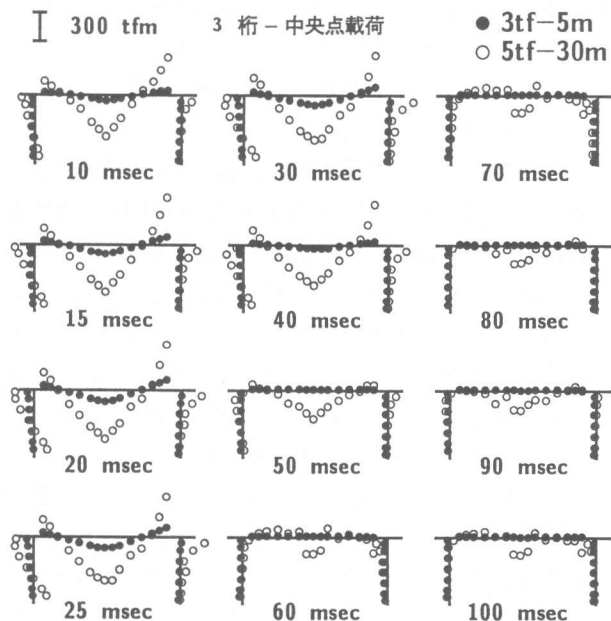 300 tfm 3 桁 – 中央点載荷 ● 3tf–5m
○ 5tf–30m
10 msec 30 msec 70 msec
15 msec 40 msec 80 msec
20 msec 50 msec 90 msec
25 msec 60 msec 100 msec